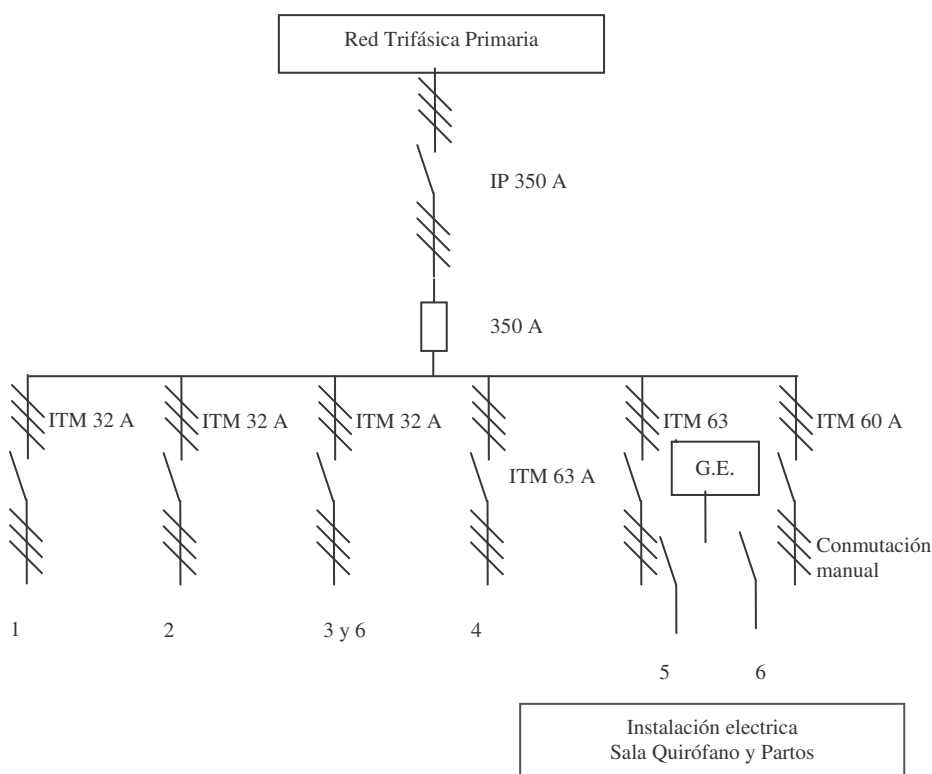 Red Trifásica Primaria
IP 350 A
350 A
ITM 32 A
ITM 32 A
ITM 32 A
ITM 63 A
ITM 63
ITM 60 A
G.E.
Conmutación
manual
1
2
3 y 6
4
5
6
Instalación electrica
Sala Quirófano y Partos